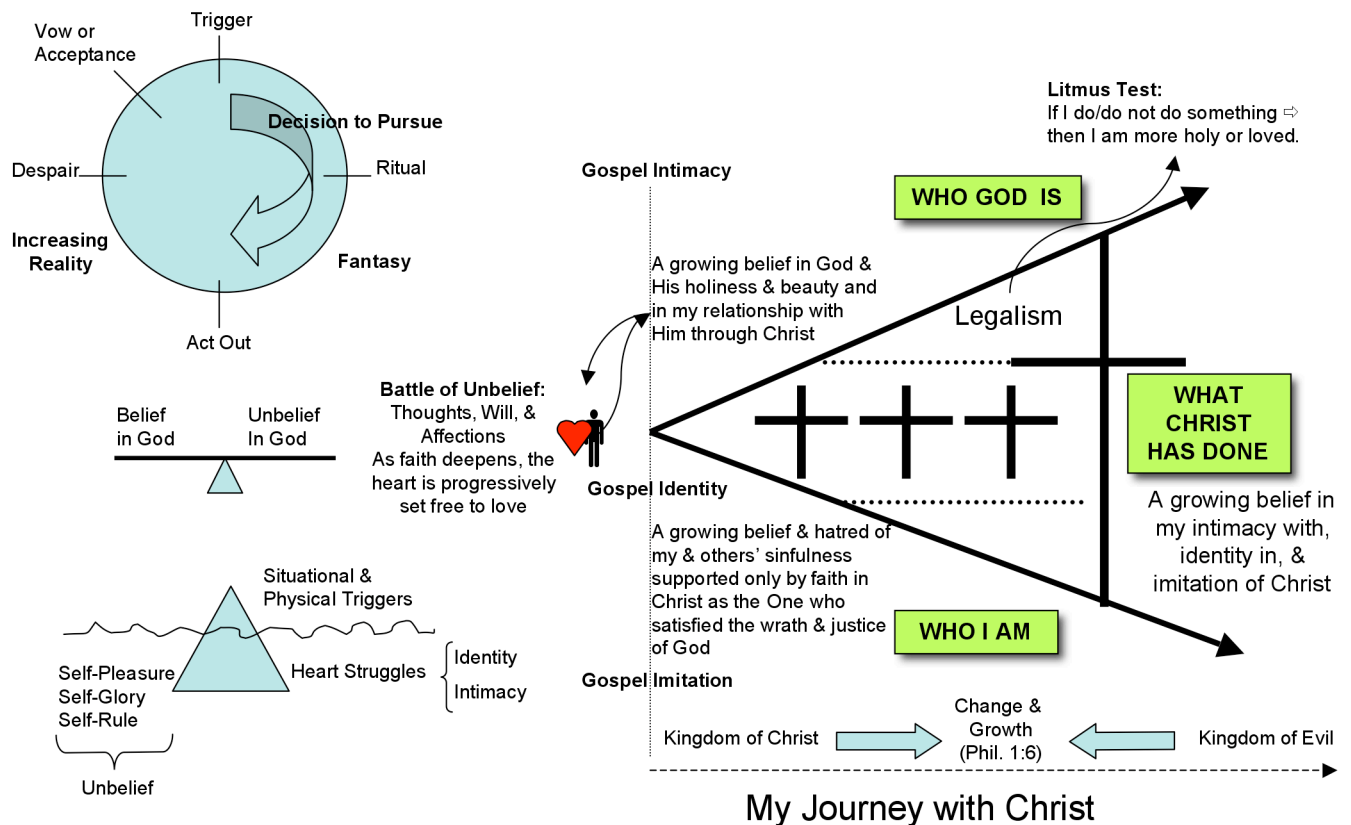 Trigger
Vow or
Acceptance
Decision to Pursue
Despair
Ritual
Increasing
Reality
Fantasy
Act Out
Belief
in God
Unbelief
In God
Situational &
Physical Triggers
Self-Pleasure
Self-Glory
Self-Rule
Heart Struggles
Identity
Intimacy
Unbelief
Battle of Unbelief:
Thoughts, Will, &
Affections
As faith deepens, the
heart is progressively
set free to love
Gospel Intimacy
A growing belief in God &
His holiness & beauty and
in my relationship with
Him through Christ
Gospel Identity
A growing belief & hatred of
my & others’ sinfulness
supported only by faith in
Christ as the One who
satisfied the wrath & justice
of God
Gospel Imitation
Litmus Test:
If I do/do not do something ⇨
then I am more holy or loved.
WHO GOD IS
Legalism
WHAT
CHRIST
HAS DONE
A growing belief in
my intimacy with,
identity in, &
imitation of Christ
WHO I AM
Kingdom of Christ
Change &
Growth
(Phil. 1:6)
Kingdom of Evil
My Journey with Christ